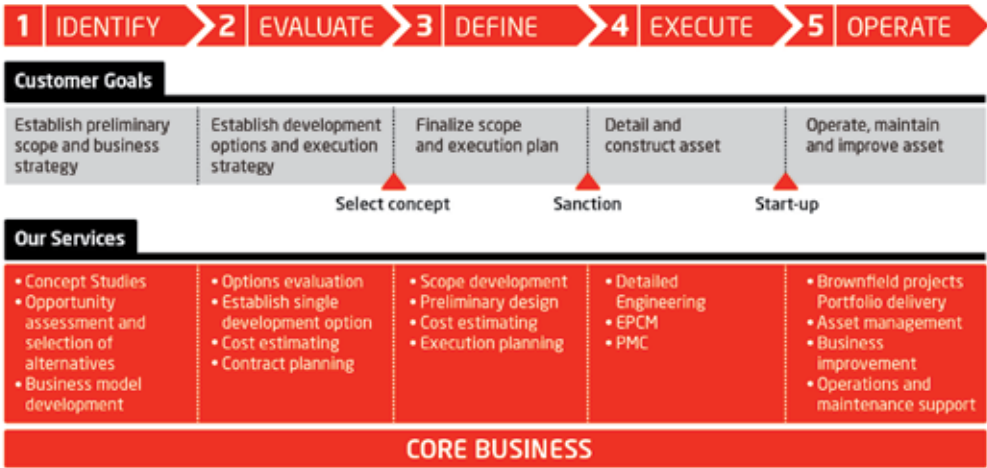 1 IDENTIFY 2 EVALUATE 3 DEFINE 4 EXECUTE 5 OPERATE
Customer Goals
Establish preliminary
scope and business
strategy
Establish development
options and execution
strategy
Finalize scope
and execution plan
Detail and
construct asset
Operate, maintain
and improve asset
Select concept
Sanction
Start-up
Our Services
• Concept Studies
• Opportunity
assessment and
selection of
alternatives
• Business model
development
• Options evaluation
• Establish single
development option
• Cost estimating
• Contract planning
• Scope development
• Preliminary design
• Cost estimating
• Execution planning
• Detailed
Engineering
• EPCM
• PMC
• Brownfield projects
Portfolio delivery
• Asset management
• Business
improvement
• Operations and
maintenance support
CORE BUSINESS